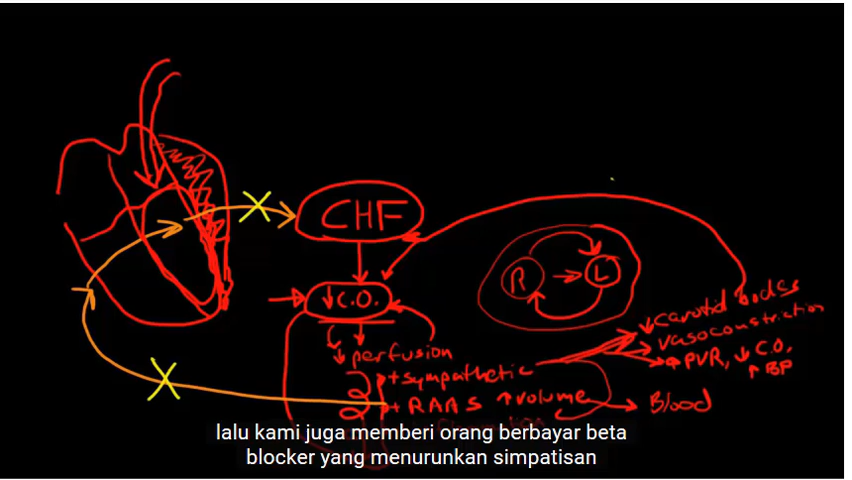 CHF
↓ C.O.
R → L
↓ perfusion
+ sympathetic
+ RAAS ↑ volume
→ Blood
↓ carotid bodies
→ vasoconstriction
→ ↑ PVR, ↓ C.O.
↑ BP
lalu kami juga memberi orang berbayar beta
blocker yang menurunkan simpatisan